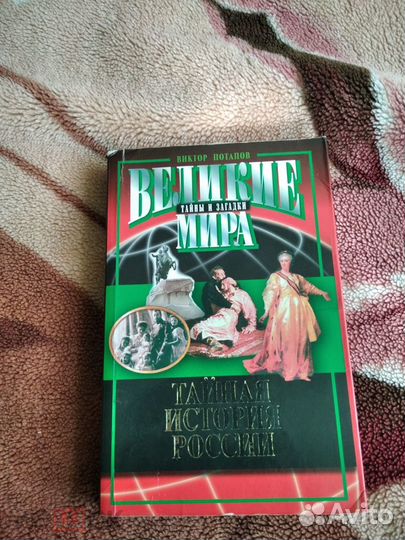 ВИКТОР ПОТАПОВ
ВЕЛИКИЕ
ТАЙНЫ И ЗАГАДКИ
МИРА
ТАЙНАЯ
ИСТОРИЯ
РОССИИ
Avito